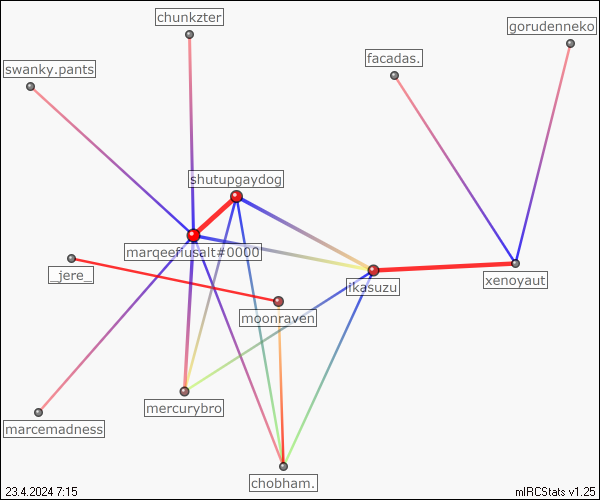 chunkzter
gorudenneko
facadas.
swanky.pants
shutupgaydog
marqeefiusalt#0000
_jere_
ikasuzu
xenoyaut
moonraven
mercurybro
marcemadness
chobham.
23.4.2024 7:15
mIRCStats v1.25